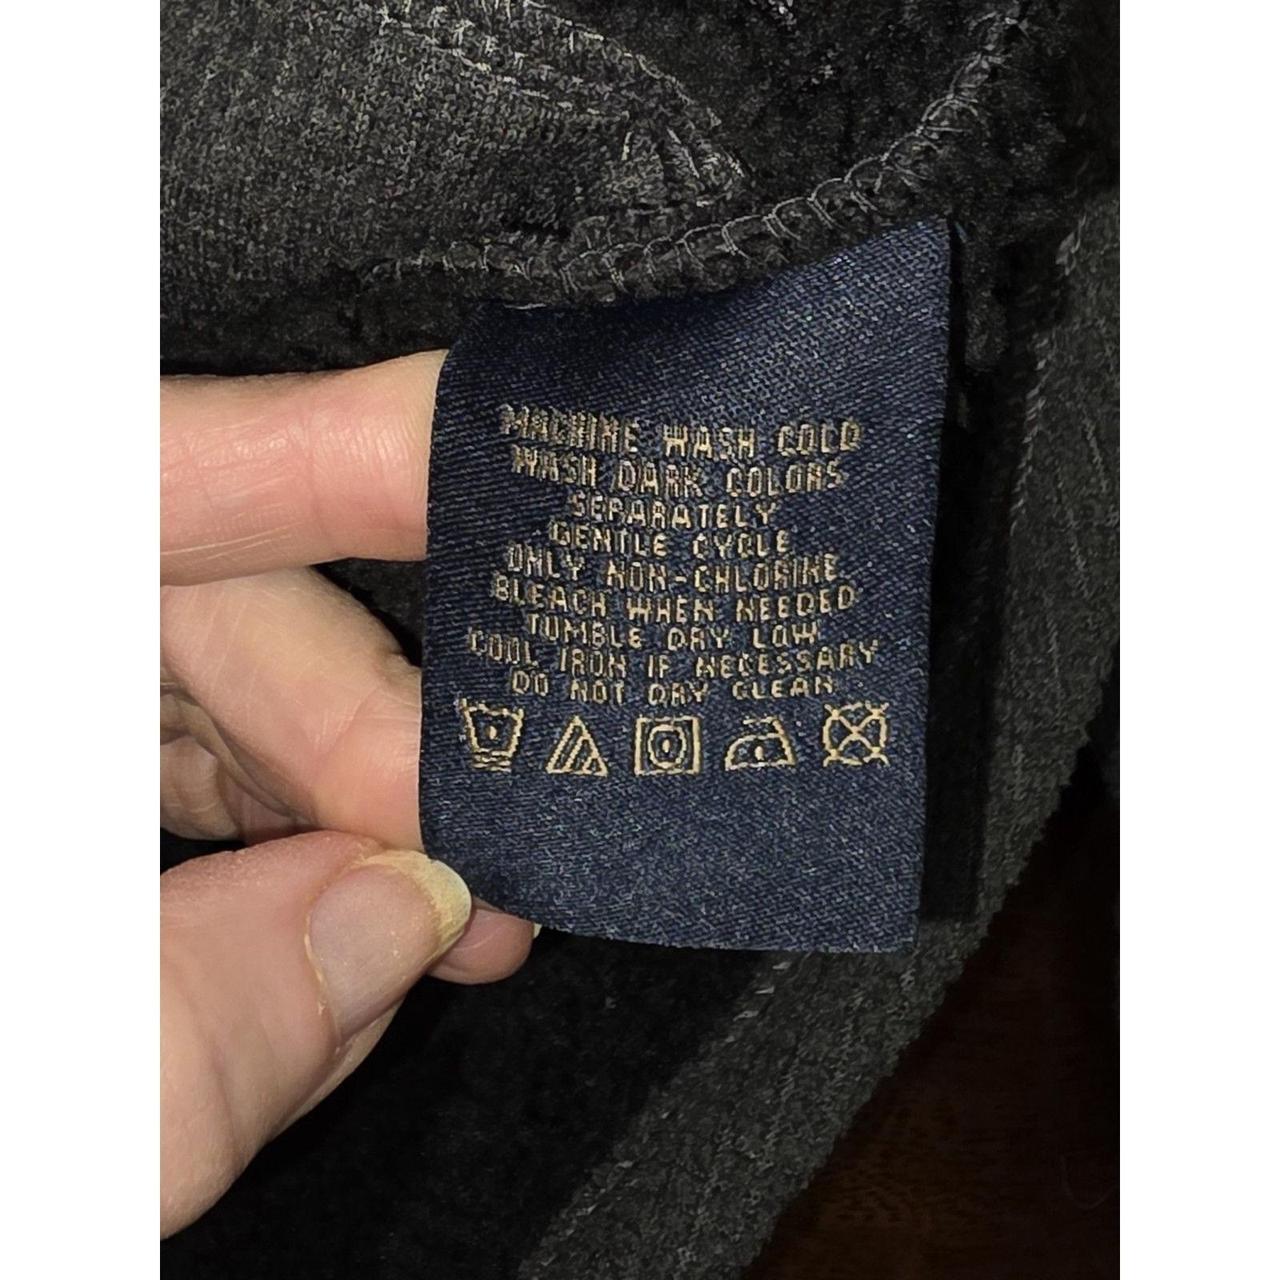 MACHINE WASH COLD
WASH DARK COLORS
SEPARATELY
GENTLE CYCLE
ONLY NON-CHLORINE
BLEACH WHEN NEEDED
TUMBLE DRY LOW
COOL IRON IF NECESSARY
DO NOT DRY CLEAN